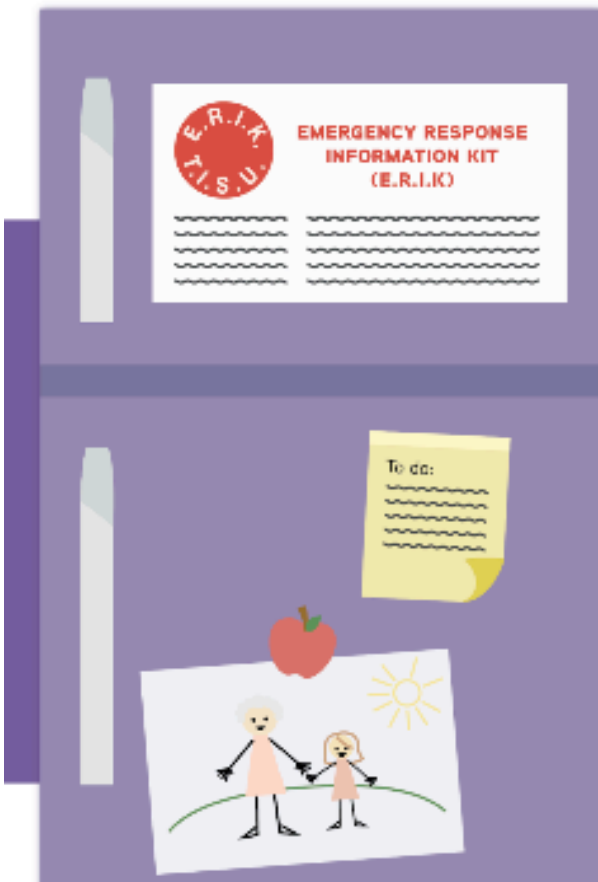 E.R.I.K.
T.I.S.U.
EMERGENCY RESPONSE
INFORMATION KIT
(E.R.I.K)
To do: